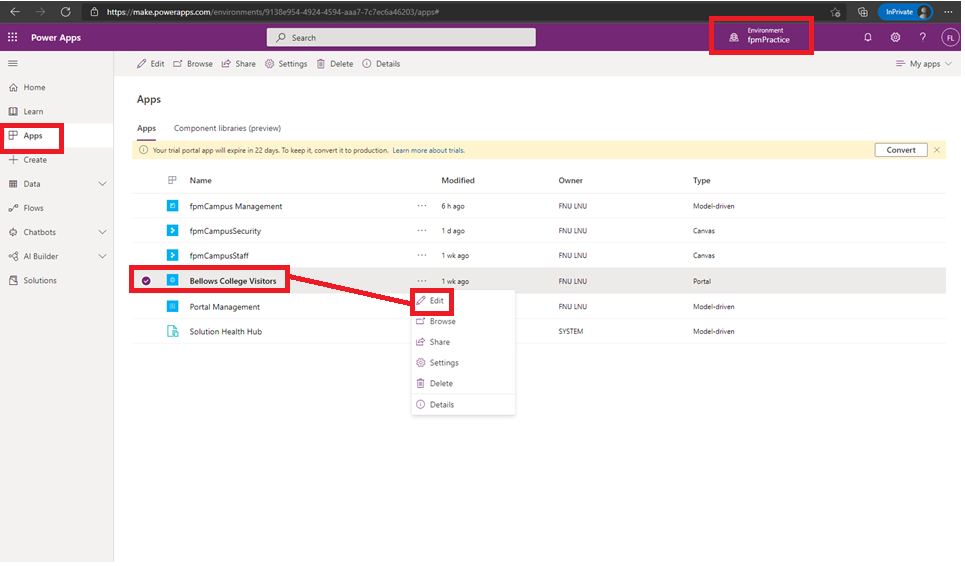 https://make.powerapps.com/environments/9138e954-4924-4594-aaa7-7c7ec6a46203/apps#
InPrivate
Power Apps
Search
Environment
fpmPractice
FL
Edit Browse Share Settings Delete Details
My apps
Home
Learn
Apps
Create
Data
Flows
Chatbots
AI Builder
Solutions
Apps
Apps Component libraries (preview)
Your trial portal app will expire in 22 days. To keep it, convert it to production. Learn more about trials.
Convert
Name Modified Owner Type
fpmCampus Management ... 6 h ago FNU LNU Model-driven
fpmCampusSecurity ... 1 d ago FNU LNU Canvas
fpmCampusStaff ... 1 wk ago FNU LNU Canvas
Bellows College Visitors ... 1 wk ago FNU LNU Portal
Portal Management FNU LNU Model-driven
Solution Health Hub SYSTEM Model-driven
Edit
Browse
Share
Settings
Delete
Details